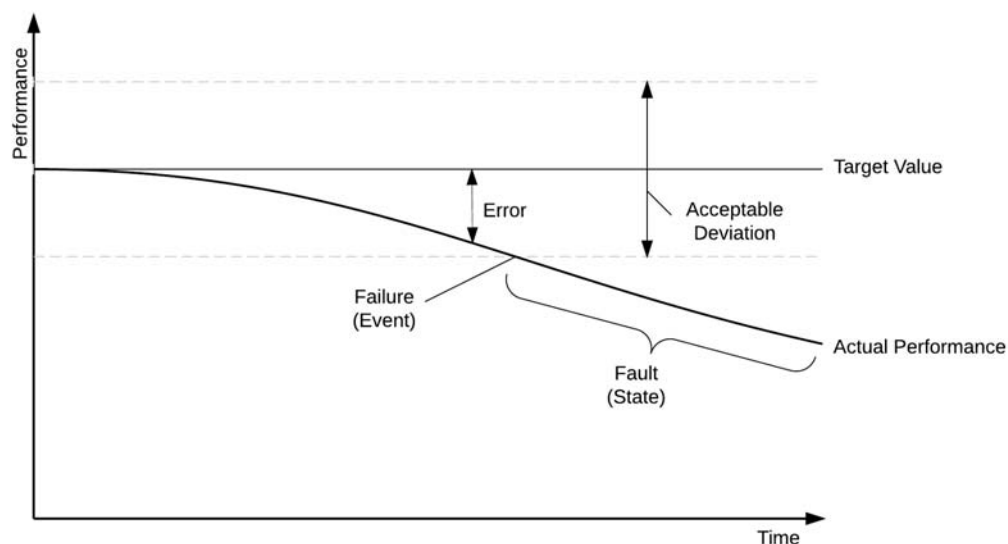 Performance
Target Value
Error
Acceptable
Deviation
Failure
(Event)
Actual Performance
Fault
(State)
Time